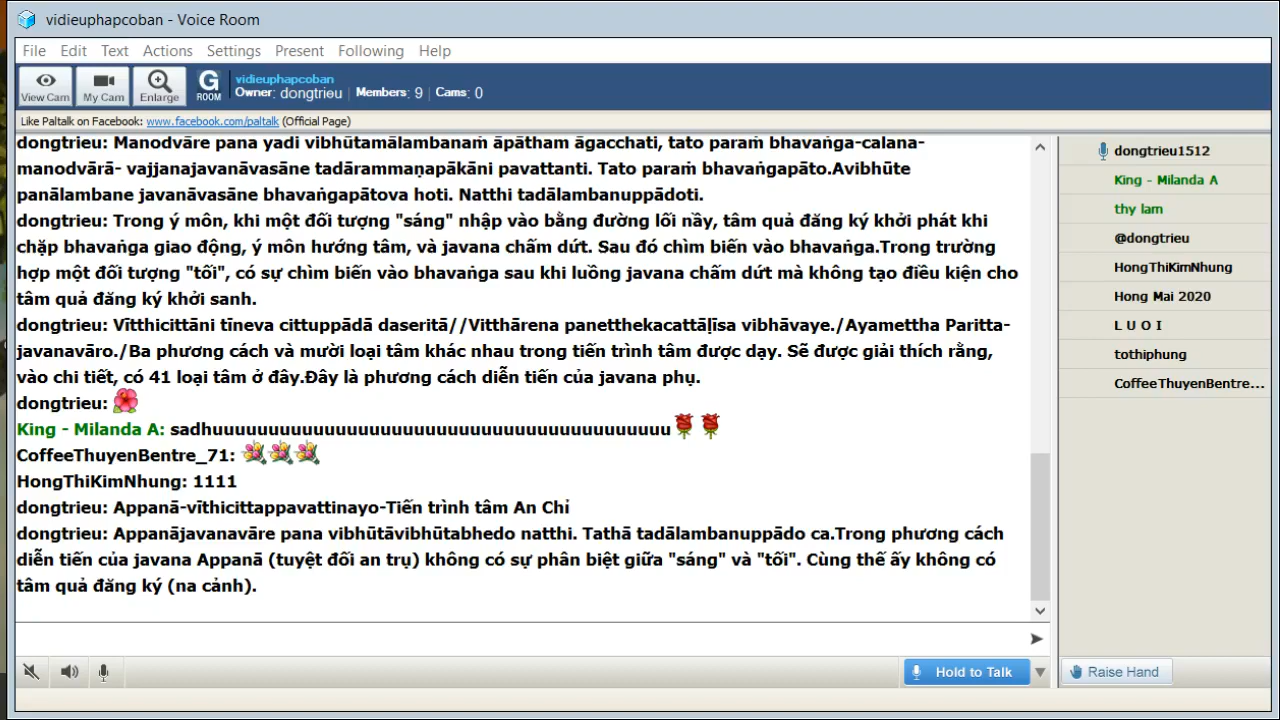 vidieuphapcoban - Voice Room
File Edit Text Actions Settings Present Following Help
View Cam My Cam Enlarge G ROOM vidieuphapcoban
Owner: dongtrieu Members: 9 Cams: 0
Like Paltalk on Facebook: www.facebook.com/paltalk (Official Page)
dongtrieu: Manodvāre pana yadi vibhūtamālambanaṁ āpātham āgacchati, tato paraṁ bhavaṅga-calana-
manodvārā- vajjanajavanāvasāne tadārammaṇapākāni pavattanti. Tato paraṁ bhavaṅgapāto.Avibhūte
panālambane javanāvasāne bhavaṅgapātova hoti. Natthi tadālambanuppādoti.
dongtrieu: Trong ý môn, khi một đối tượng "sáng" nhập vào bằng đường lối nầy, tâm quả đăng ký khởi phát khi
chặp bhavaṅga giao động, ý môn hướng tâm, và javana chấm dứt. Sau đó chìm biến vào bhavaṅga.Trong trường
hợp một đối tượng "tối", có sự chìm biến vào bhavaṅga sau khi luồng javana chấm dứt mà không tạo điều kiện cho
tâm quả đăng ký khởi sanh.
dongtrieu: Vītthicittāni tīneva cittuppādā daseritā//Vitthārena panetthekacattāḷīsa vibhāvaye./Ayamettha Paritta-
javanavāro./Ba phương cách và mười loại tâm khác nhau trong tiến trình tâm được dạy. Sẽ được giải thích rằng,
vào chi tiết, có 41 loại tâm ở đây.Đây là phương cách diễn tiến của javana phụ.
dongtrieu:
King - Milanda A: sadhuuuuuuuuuuuuuuuuuuuuuuuuuuuuuuuuuuuuuuu
CoffeeThuyenBentre_71:
HongThiKimNhung: 1111
dongtrieu: Appanā-vīthicittappavattinayo-Tiến trình tâm An Chỉ
dongtrieu: Appanājavanavāre pana vibhūtāvibhūtabhedo natthi. Tathā tadālambanuppādo ca.Trong phương cách
diễn tiến của javana Appanā (tuyệt đối an trụ) không có sự phân biệt giữa "sáng" và "tối". Cùng thế ấy không có
tâm quả đăng ký (na cảnh).
dongtrieu1512
King - Milanda A
thy lam
@dongtrieu
HongThiKimNhung
Hong Mai 2020
L U O I
tothiphung
CoffeeThuyenBentre...
Hold to Talk
Raise Hand